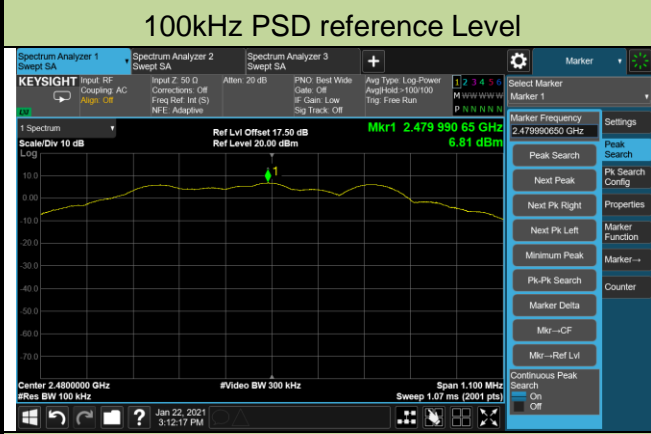 100kHz PSD reference Level
Spectrum Analyzer 1
Swept SA
Spectrum Analyzer 2
Swept SA
Spectrum Analyzer 3
Swept SA
+
Marker
KEYSIGHT
Input: RF
Coupling: AC
Align: Off
Input Z: 50 Ω
Corrections: Off
Freq Ref: Int (S)
NFE: Adaptive
Atten: 20 dB
PNO: Best Wide
Gate: Off
IF Gain: Low
Sig Track: Off
Avg Type: Log-Power
Avg|Hold:>100/100
Trig: Free Run
1 2 3 4 5 6
M W W W W W
P N N N N N
Select Marker
Marker 1
1 Spectrum
Scale/Div 10 dB
Log
Ref Lvl Offset 17.50 dB
Ref Level 20.00 dBm
Mkr1 2.479 990 65 GHz
6.81 dBm
1
10.0
0.00
-10.0
-20.0
-30.0
-40.0
-50.0
-60.0
-70.0
Center 2.4800000 GHz
#Res BW 100 kHz
#Video BW 300 kHz
Span 1.100 MHz
Sweep 1.07 ms (2001 pts)
Marker Frequency
2.479990650 GHz
Peak Search
Next Peak
Next Pk Right
Next Pk Left
Minimum Peak
Pk-Pk Search
Marker Delta
Mkr→CF
Mkr→Ref Lvl
Continuous Peak
Search
On
Off
Settings
Peak
Search
Pk Search
Config
Properties
Marker
Function
Marker→
Counter
?
Jan 22, 2021
3:12:17 PM